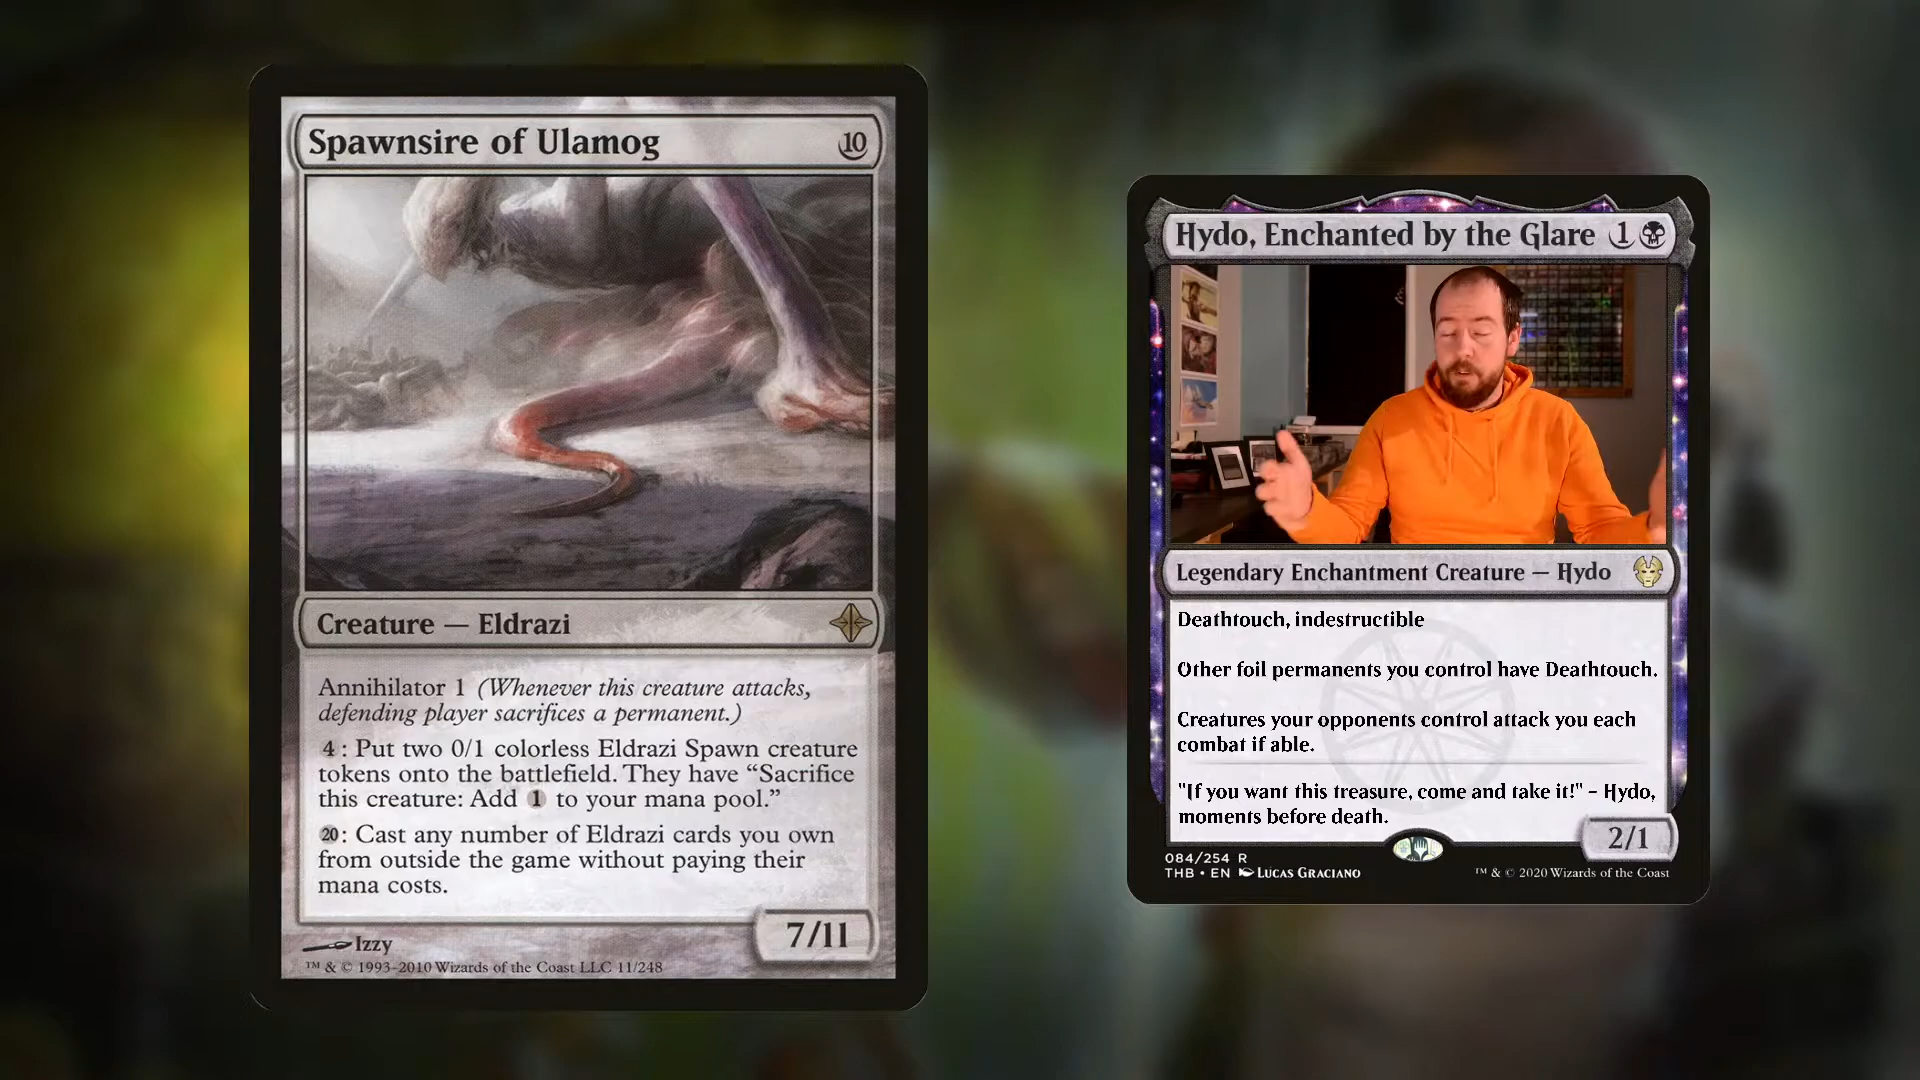 Spawnsire of Ulamog 10
Creature — Eldrazi
Annihilator 1 (Whenever this creature attacks,
defending player sacrifices a permanent.)
4: Put two 0/1 colorless Eldrazi Spawn creature
tokens onto the battlefield. They have “Sacrifice
this creature: Add 1 to your mana pool.”
20: Cast any number of Eldrazi cards you own
from outside the game without paying their
mana costs.
7/11
Izzy
™ & © 1993–2010 Wizards of the Coast LLC 11/248
Hydo, Enchanted by the Glare 1
Legendary Enchantment Creature — Hydo
Deathtouch, indestructible
Other foil permanents you control have Deathtouch.
Creatures your opponents control attack you each
combat if able.
"If you want this treasure, come and take it!" - Hydo,
moments before death.
2/1
084/254 R
THB • EN Lucas Graciano
™ & © 2020 Wizards of the Coast